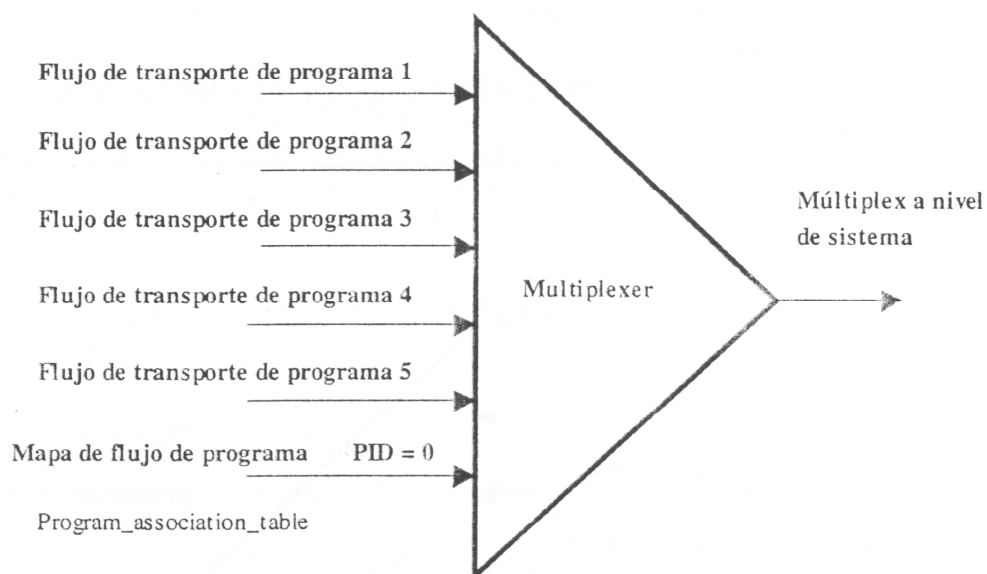 Flujo de transporte de programa 1
Flujo de transporte de programa 2
Flujo de transporte de programa 3
Flujo de transporte de programa 4
Flujo de transporte de programa 5
Mapa de flujo de programa PID = 0
Program_association_table
Multiplexer
Múltiplex a nivel
de sistema